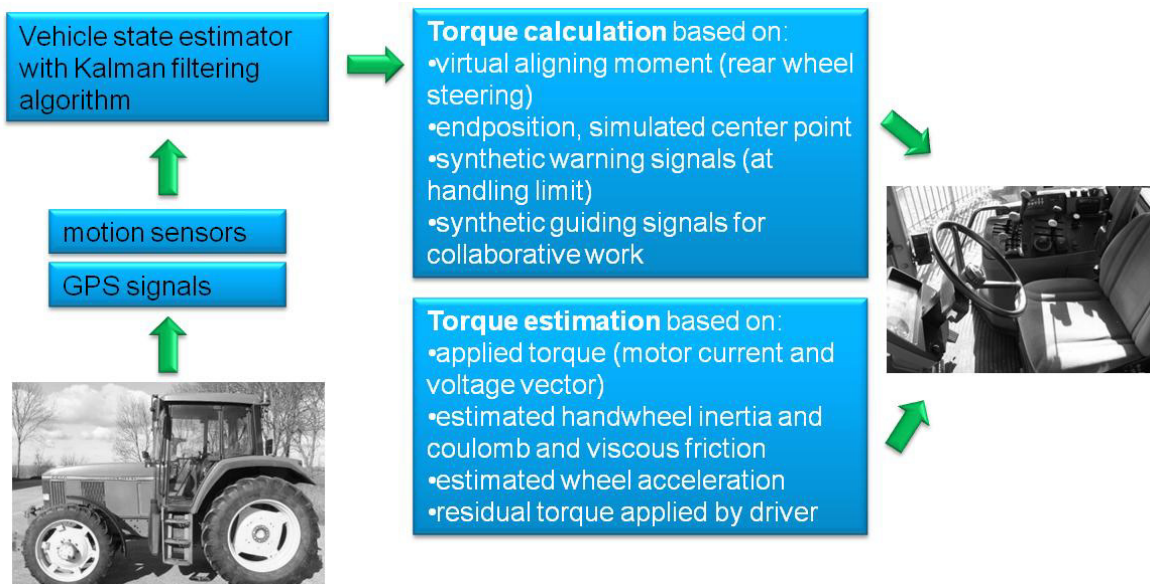 Vehicle state estimator
with Kalman filtering
algorithm
motion sensors
GPS signals
Torque calculation based on:
•virtual aligning moment (rear wheel
steering)
•endposition, simulated center point
•synthetic warning signals (at
handling limit)
•synthetic guiding signals for
collaborative work
Torque estimation based on:
•applied torque (motor current and
voltage vector)
•estimated handwheel inertia and
coulomb and viscous friction
•estimated wheel acceleration
•residual torque applied by driver